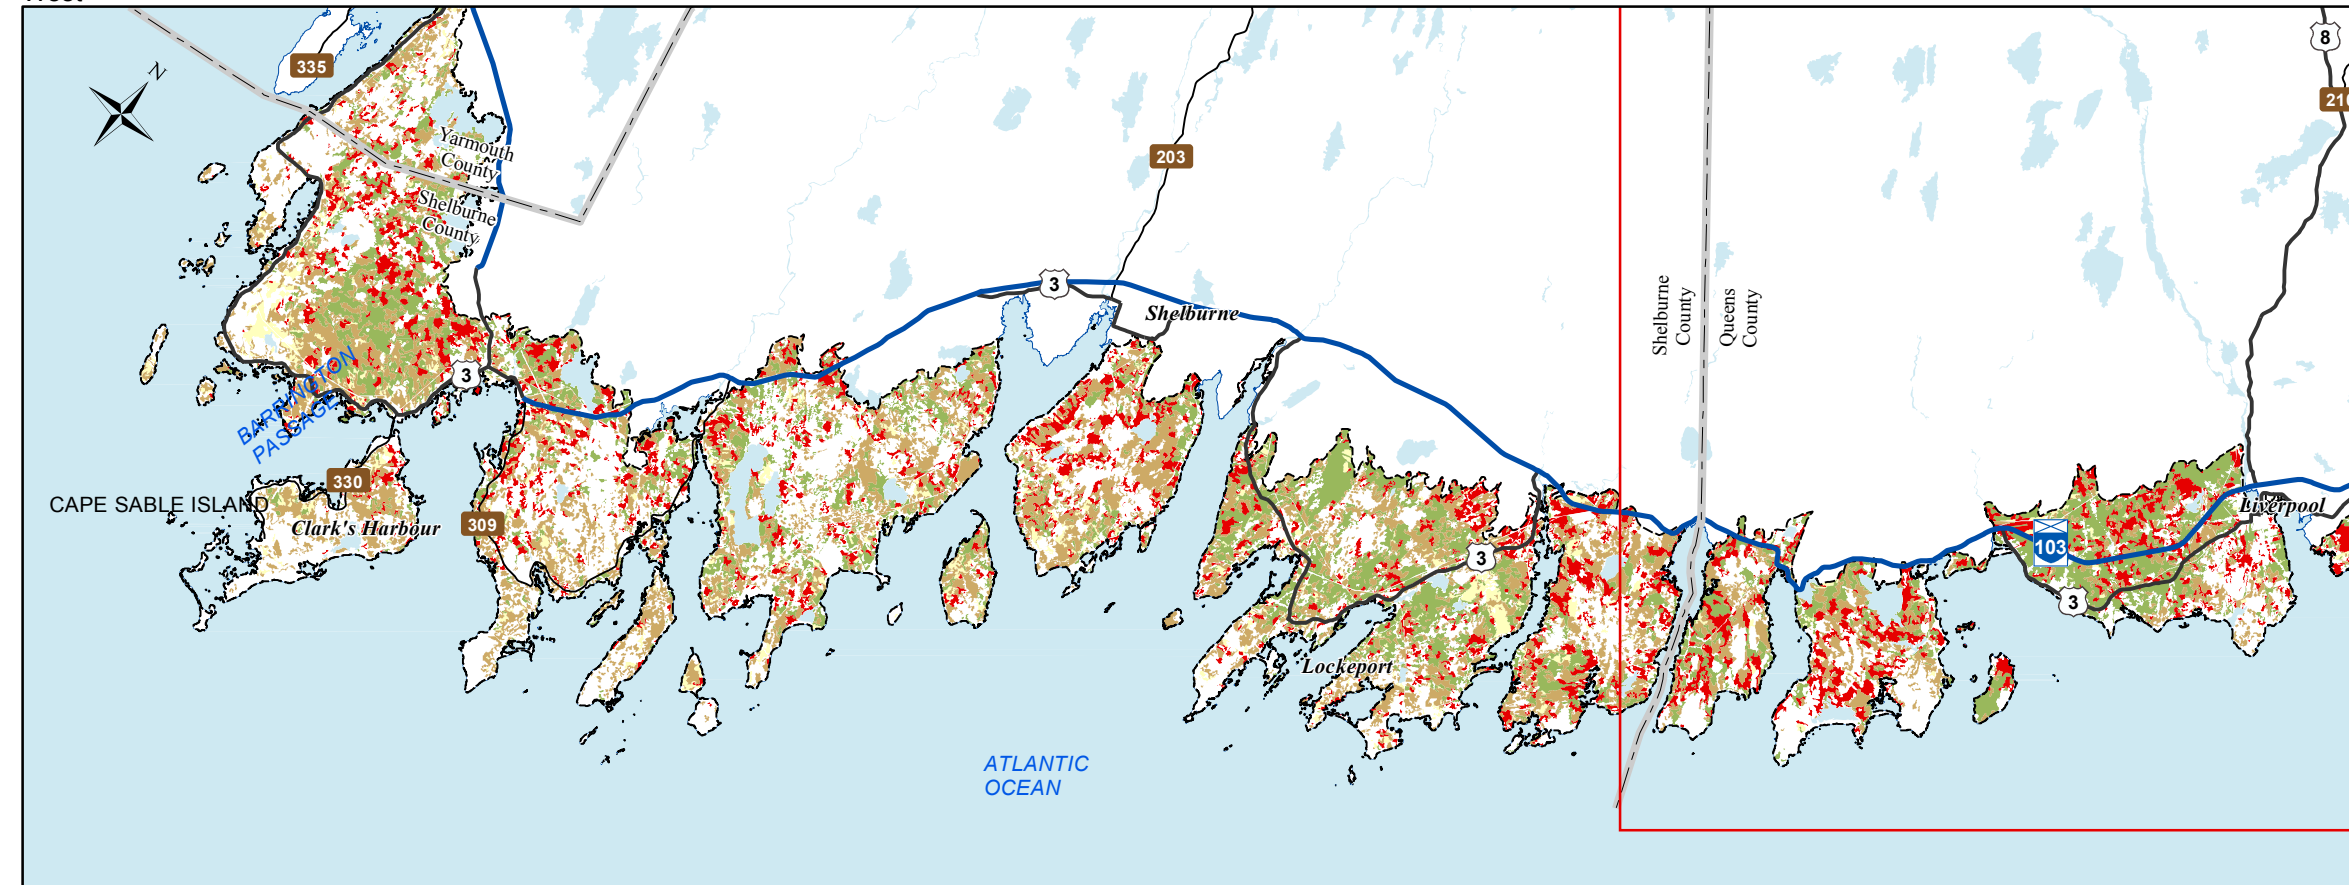 N
335
8
210
Yarmouth
County
Shelburne
County
203
3
Shelburne
Shelburne
County
Queens
County
3
BARRINGTON
PASSAGE
330
CAPE SABLE ISLAND
Clark's Harbour
309
3
103
Liverpool
3
Lockeport
ATLANTIC
OCEAN